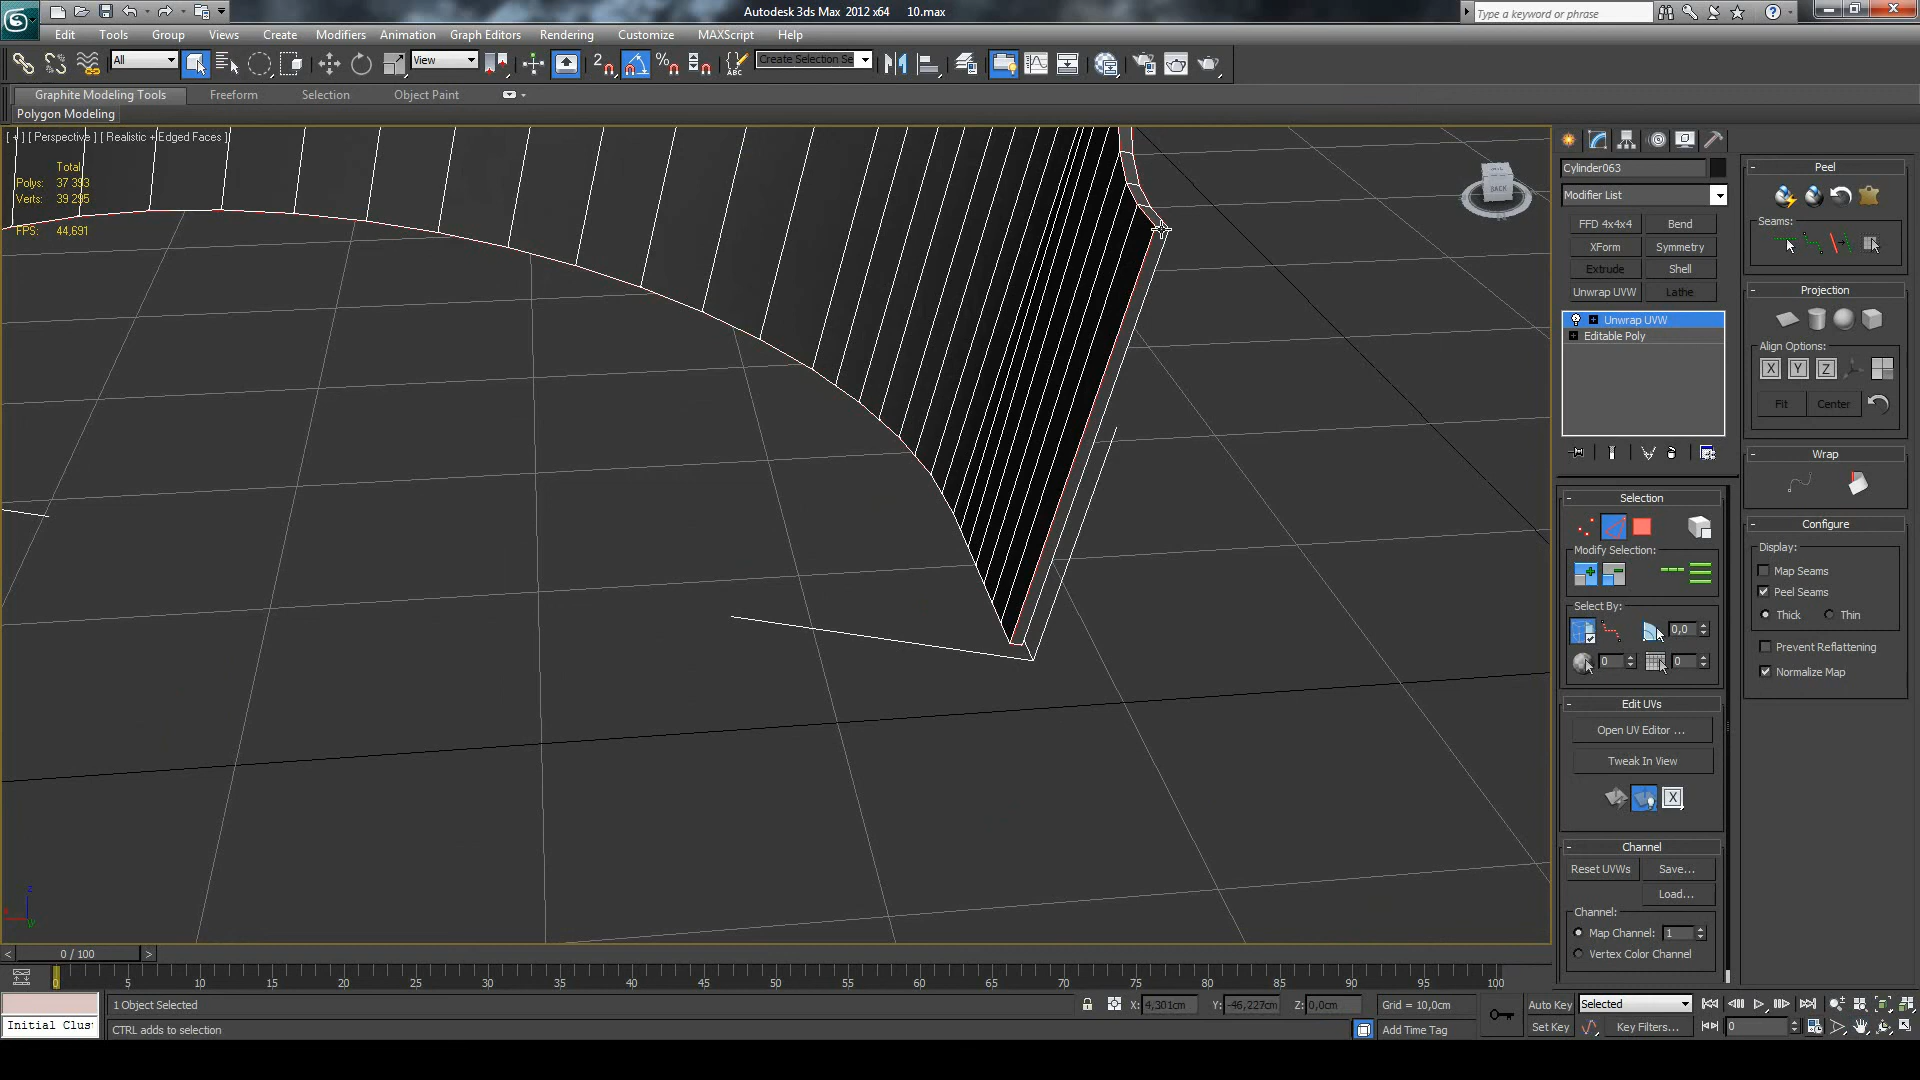 Autodesk 3ds Max 2012 x64 10.max
Type a keyword or phrase
Edit Tools Group Views Create Modifiers Animation Graph Editors Rendering Customize MAXScript Help
All View Create Selection Se
Graphite Modeling Tools Freeform Selection Object Paint
Polygon Modeling
[ + ] [ Perspective ] [ Realistic + Edged Faces ]
Total
Polys: 37 393
Verts: 39 295
FPS: 44,691
BACK
Cylinder063
Modifier List
FFD 4x4x4 Bend
XForm Symmetry
Extrude Shell
Unwrap UVW Lathe
Unwrap UVW
Editable Poly
Selection
Modify Selection:
Select By:
0,0
0 0
Edit UVs
Open UV Editor ...
Tweak In View
Channel
Reset UVWs Save...
Load...
Channel:
Map Channel: 1
Vertex Color Channel
Peel
Seams:
Projection
Align Options:
X Y Z
Fit Center
Wrap
Configure
Display:
Map Seams
Peel Seams
Thick Thin
Prevent Reflattening
Normalize Map
< 0 / 100 >
0 5 10 15 20 25 30 35 40 45 50 55 60 65 70 75 80 85 90 95 100
1 Object Selected X: 4,301cm Y: -46,227cm Z: 0,0cm Grid = 10,0cm Auto Key Selected
Initial Clus CTRL adds to selection Add Time Tag Set Key Key Filters... 0